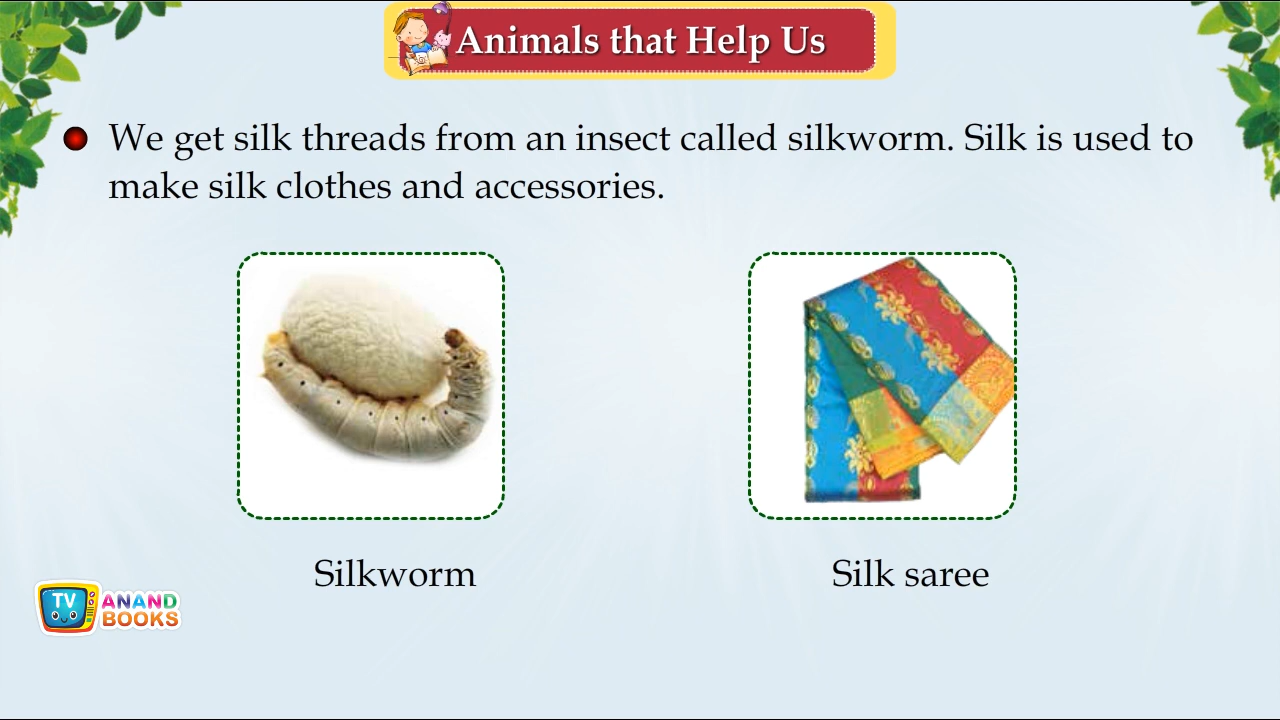 Animals that Help Us
We get silk threads from an insect called silkworm. Silk is used to
make silk clothes and accessories.
Silkworm
Silk saree
TV
ANAND
BOOKS